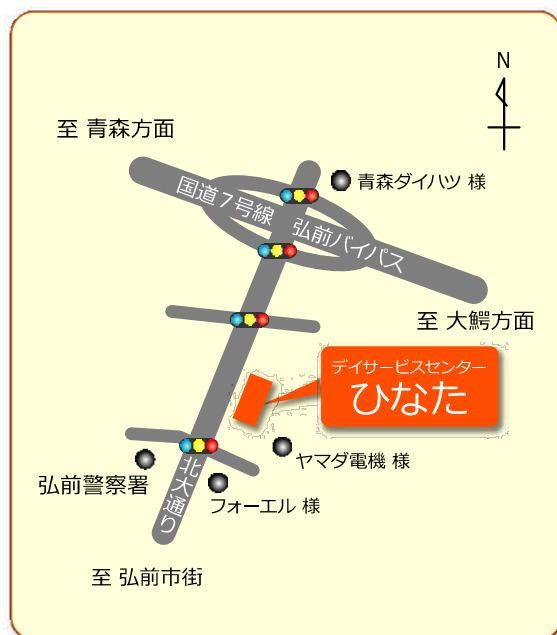 N
至 青森方面
青森ダイハツ 様
国道７号線 弘前バイパス
至 大鰐方面
デイサービスセンター
ひなた
ヤマダ電機 様
弘前警察署
北大通り
フォーエル 様
至 弘前市街